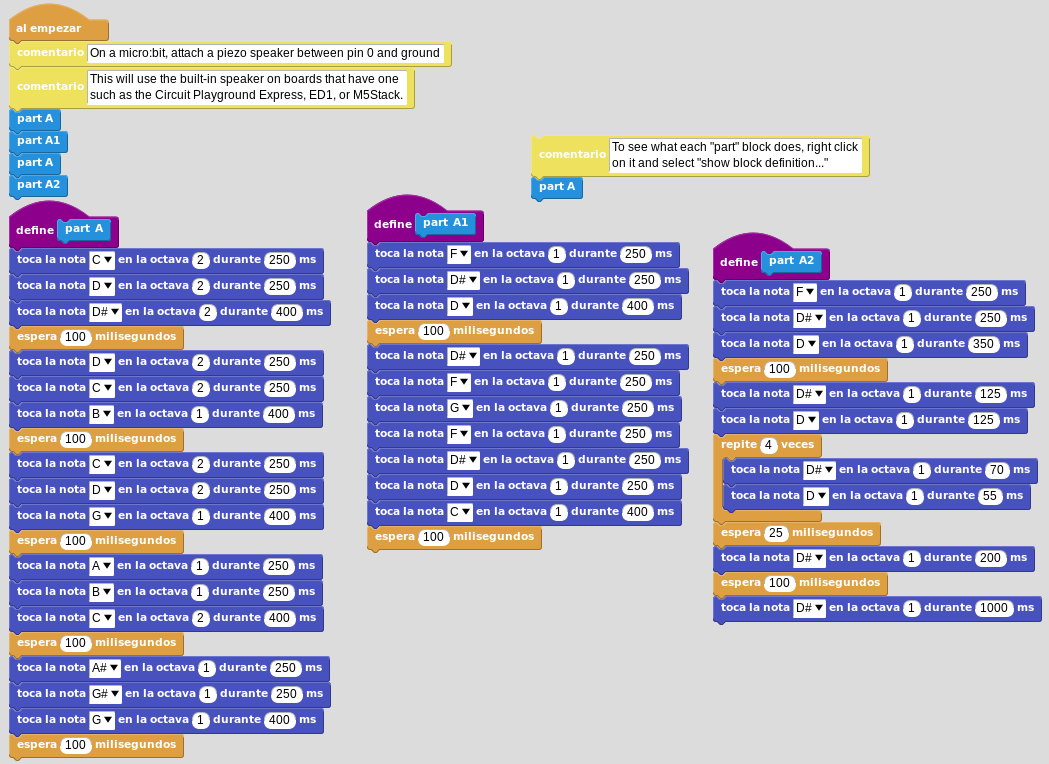 al empezar
comentario On a micro:bit, attach a piezo speaker between pin 0 and ground
comentario This will use the built-in speaker on boards that have one
such as the Circuit Playground Express, ED1, or M5Stack.
part A
part A1
part A
part A2
define part A
toca la nota C en la octava 2 durante 250 ms
toca la nota D en la octava 2 durante 250 ms
toca la nota D# en la octava 2 durante 400 ms
espera 100 milisegundos
toca la nota D en la octava 2 durante 250 ms
toca la nota C en la octava 2 durante 250 ms
toca la nota B en la octava 1 durante 400 ms
espera 100 milisegundos
toca la nota C en la octava 2 durante 250 ms
toca la nota D en la octava 2 durante 250 ms
toca la nota G en la octava 1 durante 400 ms
espera 100 milisegundos
toca la nota A en la octava 1 durante 250 ms
toca la nota B en la octava 1 durante 250 ms
toca la nota C en la octava 2 durante 400 ms
espera 100 milisegundos
toca la nota A# en la octava 1 durante 250 ms
toca la nota G# en la octava 1 durante 250 ms
toca la nota G en la octava 1 durante 400 ms
espera 100 milisegundos
comentario To see what each "part" block does, right click
on it and select "show block definition..."
part A
define part A1
toca la nota F en la octava 1 durante 250 ms
toca la nota D# en la octava 1 durante 250 ms
toca la nota D en la octava 1 durante 400 ms
espera 100 milisegundos
toca la nota D# en la octava 1 durante 250 ms
toca la nota F en la octava 1 durante 250 ms
toca la nota G en la octava 1 durante 250 ms
toca la nota F en la octava 1 durante 250 ms
toca la nota D# en la octava 1 durante 250 ms
toca la nota D en la octava 1 durante 250 ms
toca la nota C en la octava 1 durante 400 ms
espera 100 milisegundos
define part A2
toca la nota F en la octava 1 durante 250 ms
toca la nota D# en la octava 1 durante 250 ms
toca la nota D en la octava 1 durante 350 ms
espera 100 milisegundos
toca la nota D# en la octava 1 durante 125 ms
toca la nota D en la octava 1 durante 125 ms
repite 4 veces
toca la nota D# en la octava 1 durante 70 ms
toca la nota D en la octava 1 durante 55 ms
espera 25 milisegundos
toca la nota D# en la octava 1 durante 200 ms
espera 100 milisegundos
toca la nota D# en la octava 1 durante 1000 ms